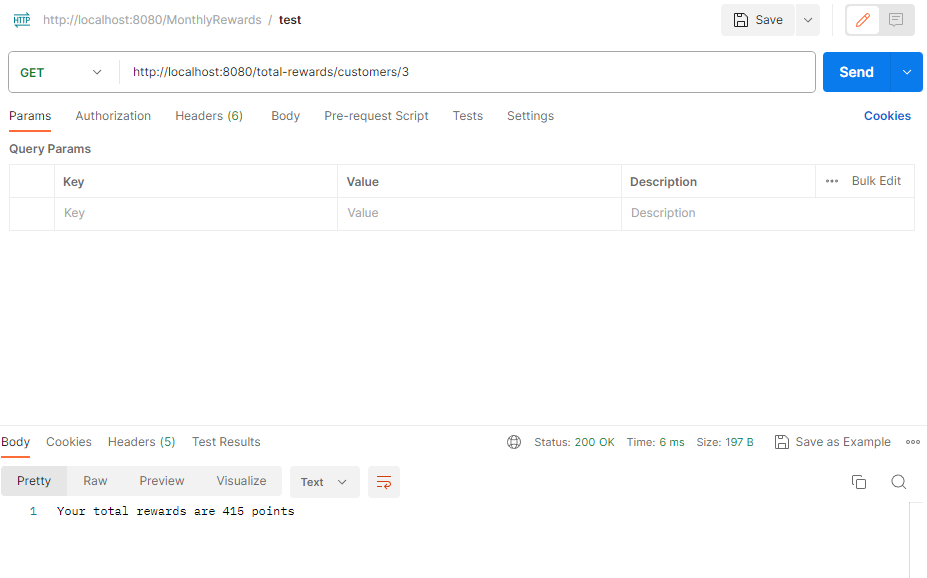 HTTP http://localhost:8080/MonthlyRewards / test Save
GET http://localhost:8080/total-rewards/customers/3 Send
Params Authorization Headers (6) Body Pre-request Script Tests Settings Cookies
Query Params
Key Value Description ••• Bulk Edit
Key Value Description
Body Cookies Headers (5) Test Results Status: 200 OK Time: 6 ms Size: 197 B Save as Example
Pretty Raw Preview Visualize Text
1 Your total rewards are 415 points